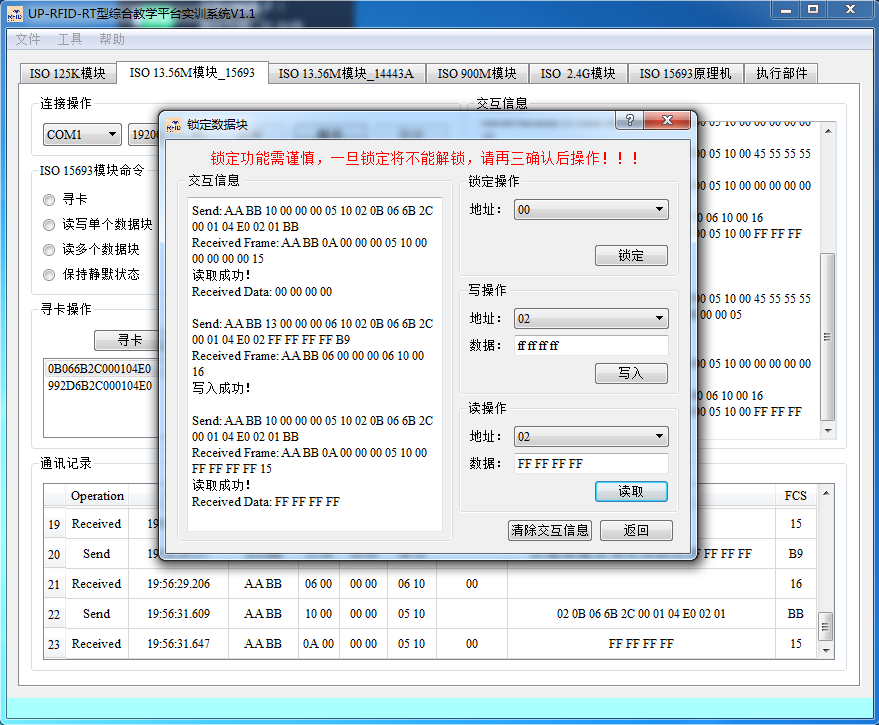 UP-RFID-RT型综合教学平台实训系统V1.1
文件 工具 帮助
ISO 125K模块 ISO 13.56M模块_15693 ISO 13.56M模块_14443A ISO 900M模块 ISO 2.4G模块 ISO 15693原理机 执行部件
连接操作
COM1 1920
ISO 15693模块命令
寻卡
读写单个数据块
读多个数据块
保持静默状态
寻卡操作
寻卡
0B066B2C000104E0
992D6B2C000104E0
交互信息
0 05 10 00 45 55 55 55
0 05 10 00 00 00 00 00
0 06 10 00 16
0 05 10 00 FF FF FF
0 05 10 00 45 55 55 55
00 00 05
0 05 10 00 00 00 00 00
0 06 10 00 16
0 05 10 00 FF FF FF
锁定数据块
锁定功能需谨慎，一旦锁定将不能解锁，请再三确认后操作！！！
交互信息
Send: AA BB 10 00 00 00 05 10 02 0B 06 6B 2C
00 01 04 E0 02 01 BB
Received Frame: AA BB 0A 00 00 00 05 10 00
00 00 00 00 15
读取成功!
Received Data: 00 00 00 00
Send: AA BB 13 00 00 00 06 10 02 0B 06 6B 2C
00 01 04 E0 02 FF FF FF FF B9
Received Frame: AA BB 06 00 00 00 06 10 00
16
写入成功!
Send: AA BB 10 00 00 00 05 10 02 0B 06 6B 2C
00 01 04 E0 02 01 BB
Received Frame: AA BB 0A 00 00 00 05 10 00
FF FF FF FF 15
读取成功!
Received Data: FF FF FF FF
锁定操作
地址： 00
锁定
写操作
地址： 02
数据： ff ff ff ff
写入
读操作
地址： 02
数据： FF FF FF FF
读取
清除交互信息 返回
通讯记录
Operation FCS
19 Received 15
20 Send FF FF FF B9
21 Received 19:56:29.206 AA BB 06 00 00 00 06 10 00 16
22 Send 19:56:31.609 AA BB 10 00 00 00 05 10 02 0B 06 6B 2C 00 01 04 E0 02 01 BB
23 Received 19:56:31.647 AA BB 0A 00 00 00 05 10 00 FF FF FF FF 15